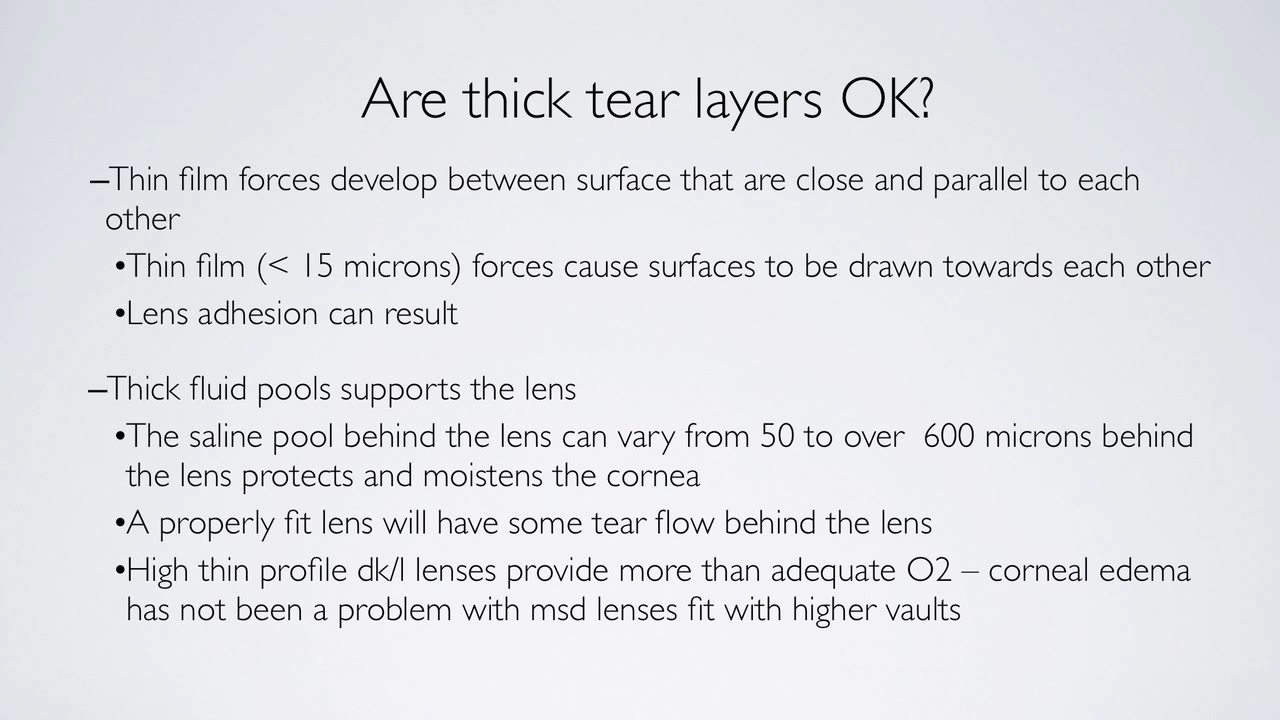 Are thick tear layers OK?
–Thin film forces develop between surface that are close and parallel to each
other
•Thin film (< 15 microns) forces cause surfaces to be drawn towards each other
•Lens adhesion can result
–Thick fluid pools supports the lens
•The saline pool behind the lens can vary from 50 to over  600 microns behind
the lens protects and moistens the cornea
•A properly fit lens will have some tear flow behind the lens
•High thin profile dk/l lenses provide more than adequate O2 – corneal edema
has not been a problem with msd lenses fit with higher vaults